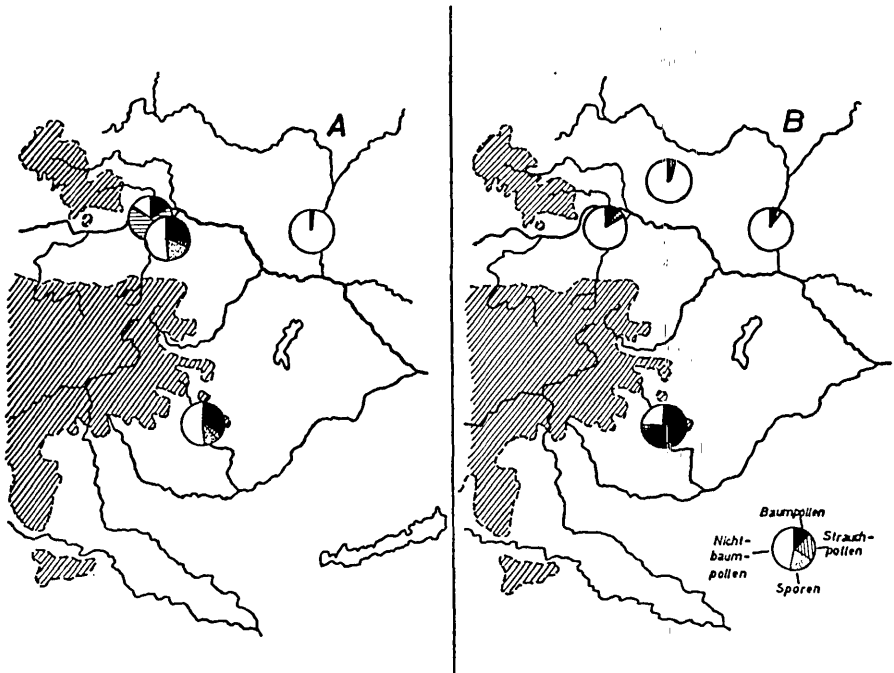 A
B
Baumpollen
Nicht-
baum-
pollen
Strauch-
pollen
Sporen